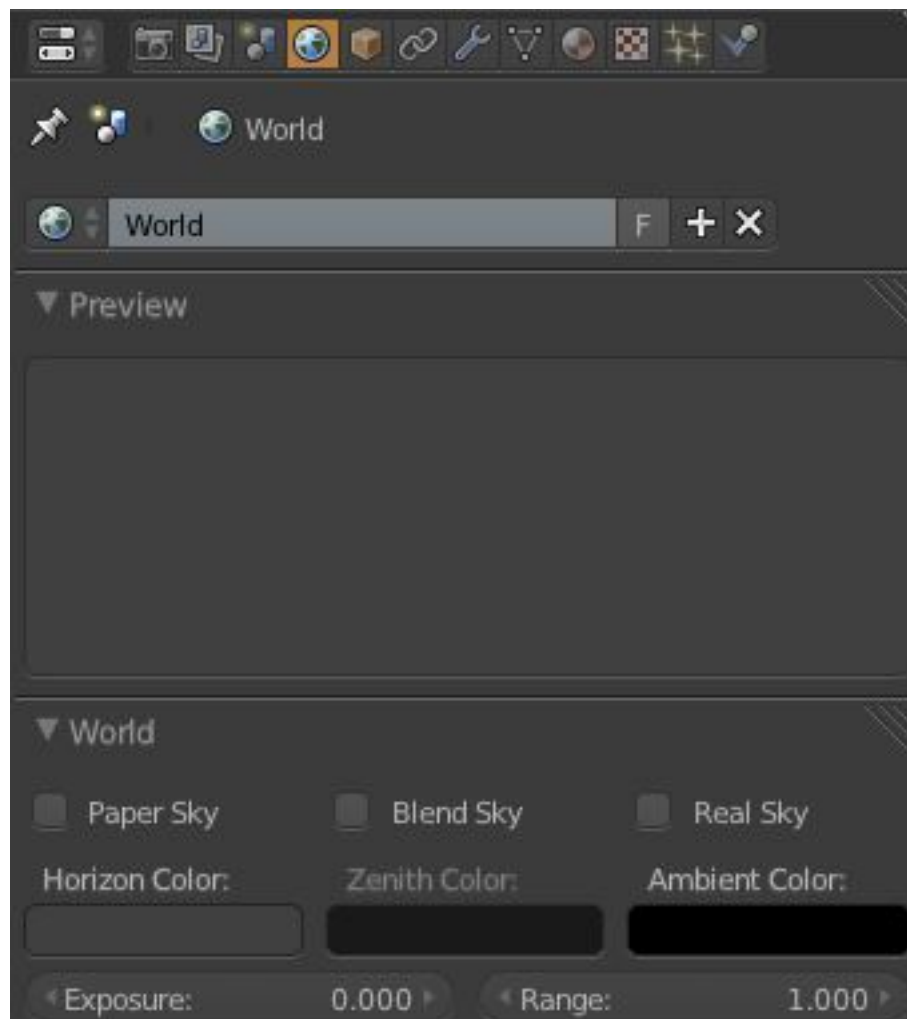 World
World F
Preview
World
Paper Sky Blend Sky Real Sky
Horizon Color: Zenith Color: Ambient Color:
Exposure: 0.000 Range: 1.000